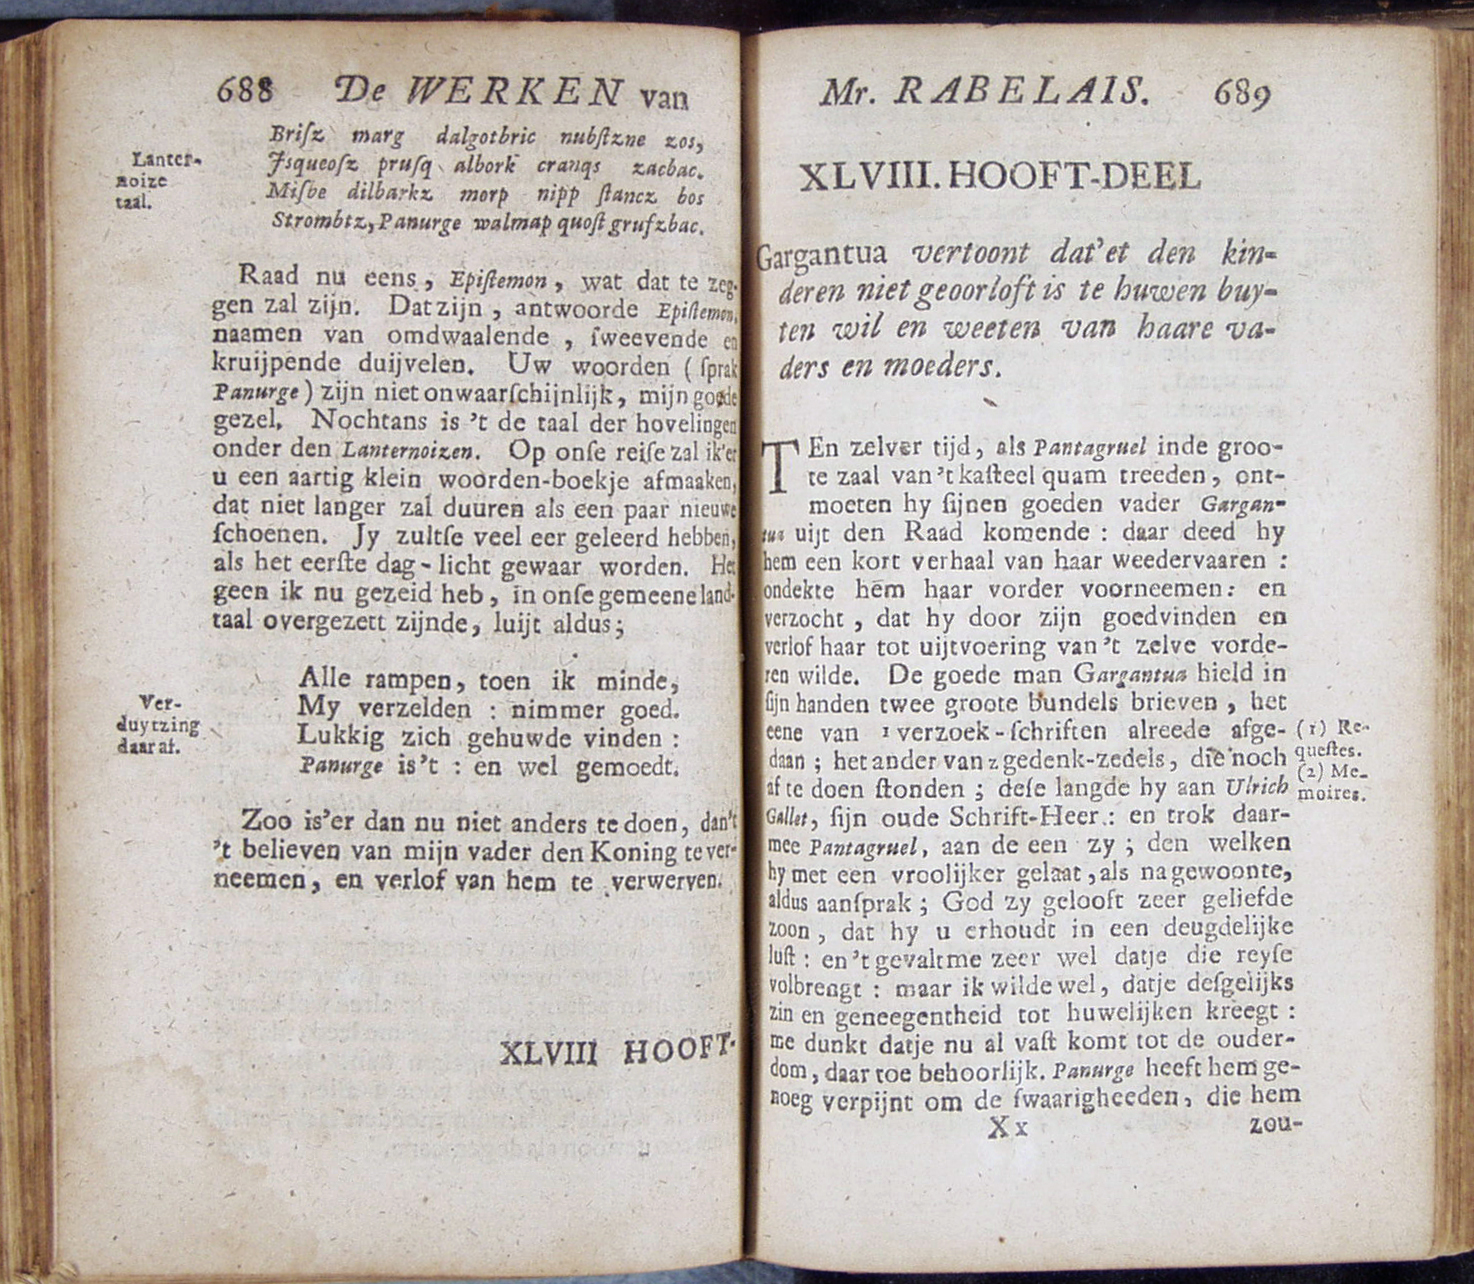 688 De WERKEN van
Briſz marg dalgotbric nubſtzne zos,
Lanter-
noize
taal.
Jsqueoſz pruſq albork cranqs zacbac.
Miſbe dilbarkz morp nipp ſtancz bos
Strombtz, Panurge walmap quoſt gruſzbac.
Raad nu eens, Epiſtemon, wat dat te zeg-
gen zal zijn. Dat zijn, antwoorde Epiſtemon,
naamen van omdwaalende, ſweevende en
kruijpende duijvelen. Uw woorden (ſprak
Panurge) zijn niet onwaarſchijnlijk, mijn goede
gezel. Nochtans is 't de taal der hovelingen
onder den Lanternoizen. Op onſe reiſe zal ik'er
u een aartig klein woorden-boekje afmaaken,
dat niet langer zal duuren als een paar nieuwe
ſchoenen. Jy zultſe veel eer geleerd hebben,
als het eerſte dag-licht gewaar worden. Het
geen ik nu gezeid heb, in onſe gemeene land-
taal overgezett zijnde, luijt aldus;
Alle rampen, toen ik minde,
Ver-
duytzing
daar af.
My verzelden : nimmer goed.
Lukkig zich gehuwde vinden :
Panurge is't : en wel gemoedt.
Zoo is'er dan nu niet anders te doen, dan't
't believen van mijn vader den Koning te ver-
neemen, en verlof van hem te verwerven.
XLVIII HOOFT-
Mr. RABELAIS. 689
XLVIII. HOOFT-DEEL
Gargantua vertoont dat'et den kin-
deren niet geoorloft is te huwen buy-
ten wil en weeten van haare va-
ders en moeders.
TEn zelver tijd, als Pantagruel inde groo-
te zaal van 't kaſteel quam treeden, ont-
moeten hy ſijnen goeden vader Gargan-
tua uijt den Raad komende : daar deed hy
hem een kort verhaal van haar weedervaaren :
ondekte hem haar vorder voorneemen: en
verzocht, dat hy door zijn goedvinden en
verlof haar tot uijtvoering van 't zelve vorde-
ren wilde. De goede man Gargantua hield in
ſijn handen twee groote bundels brieven, het
eene van 1 verzoek-ſchriften alreede afge-
(1) Re-
queſtes.
(2) Me-
moires.
daan ; het ander van 2 gedenk-zedels, die noch
af te doen ſtonden ; deſe langde hy aan Ulrich
Gallet, ſijn oude Schrift-Heer : en trok daar-
mee Pantagruel, aan de een zy ; den welken
hy met een vroolijker gelaat, als na gewoonte,
aldus aanſprak ; God zy gelooft zeer geliefde
zoon, dat hy u erhoudt in een deugdelijke
luſt : en 't gevalt me zeer wel datje die reyſe
volbrengt : maar ik wilde wel, datje deſgelijks
zin en geneegentheid tot huwelijken kreegt :
me dunkt datje nu al vaſt komt tot de ouder-
dom, daar toe behoorlijk. Panurge heeft hem ge-
noeg verpijnt om de ſwaarigheeden, die hem
Xx zou-